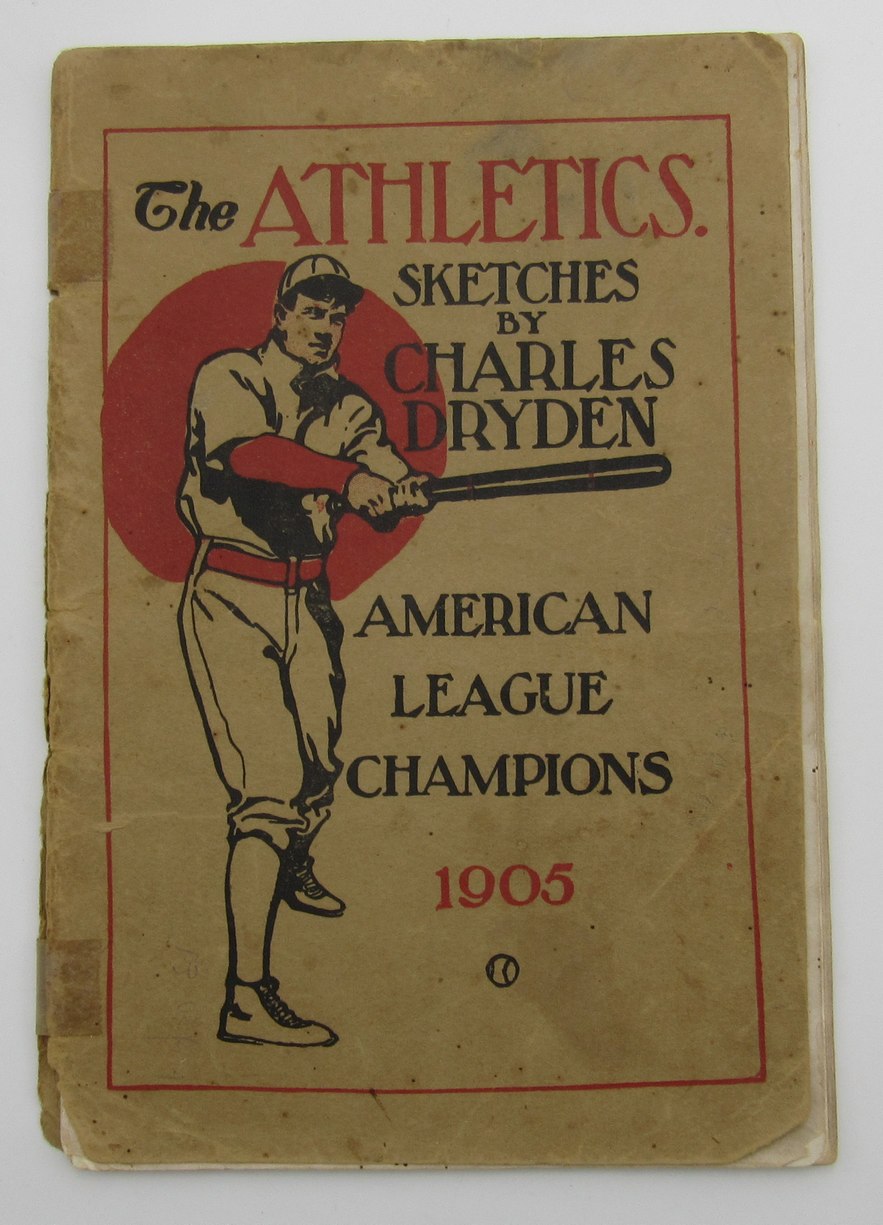 The ATHLETICS.
SKETCHES
BY
CHARLES
DRYDEN
AMERICAN
LEAGUE
CHAMPIONS
1905